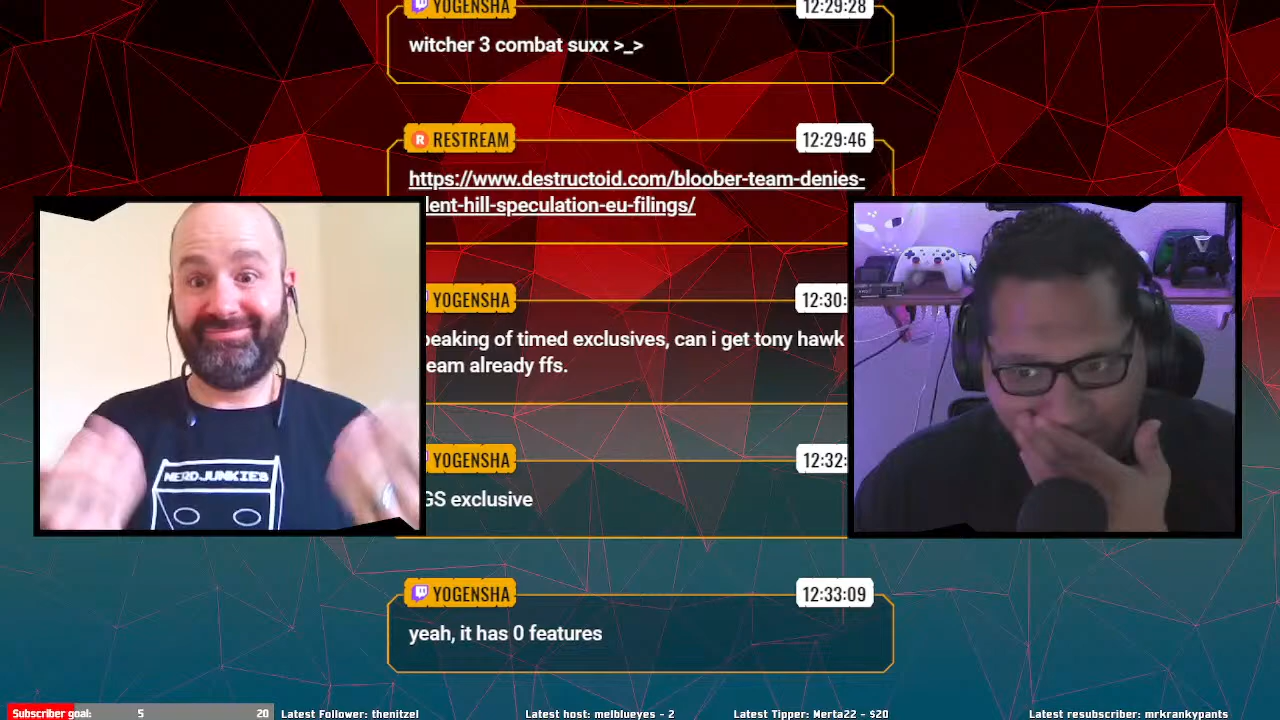 YOGENSHA 12:29:28
witcher 3 combat suxx >_>
RESTREAM 12:29:46
https://www.destructoid.com/bloober-team-denies-
lent-hill-speculation-eu-filings/
YOGENSHA 12:30:
peaking of timed exclusives, can i get tony hawk
eam already ffs.
YOGENSHA 12:32:
GS exclusive
YOGENSHA 12:33:09
yeah, it has 0 features
NERDJUNKIES
Subscriber goal: 5 20 Latest Follower: thenitzel Latest host: melblueyes - 2 Latest Tipper: Merta22 - $20 Latest resubscriber: mrkrankypants